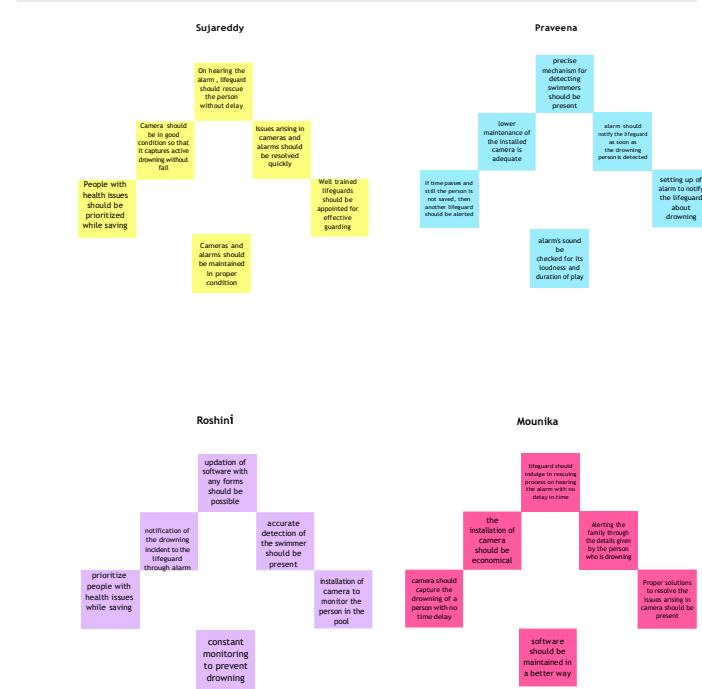 Sujareddy
On hearing the
alarm , lifeguard
should rescue
the person
without delay
Camera should
be in good
condition so that
it captures active
drowning without
fail
Issues arising in
cameras and
alarms should
be resolved
quickly
People with
health issues
should be
prioritized
while saving
Well trained
lifeguards
should be
appointed for
effective
guarding
Cameras and
alarms should
be maintained
in proper
condition
Praveena
precise
mechanism for
detecting
swimmers
should be
present
lower
maintenance of
the installed
camera is
adequate
alarm should
notify the lifeguard
as soon as
the drowning
person is detected
If time passes and
still the person is
not saved, then
another lifeguard
should be alerted
setting up of
alarm to notify
the lifeguard
about
drowning
alarm's sound
be
checked for its
loudness and
duration of play
Roshini
updation of
software with
any forms
should be
possible
notification of
the drowning
incident to the
lifeguard
through alarm
accurate
detection of
the swimmer
should be
present
prioritize
people with
health issues
while saving
installation of
camera to
monitor the
person in the
pool
constant
monitoring
to prevent
drowning
Mounika
lifeguard should
indulge in rescuing
process on hearing
the alarm with no
delay in time
the
installation of
camera
should be
economical
Alerting the
family through
the details given
by the person
who is drowning
camera should
capture the
drowning of a
person with no
time delay
Proper solutions
to resolve the
issues arising in
camera should be
present
software
should be
maintained in
a better way